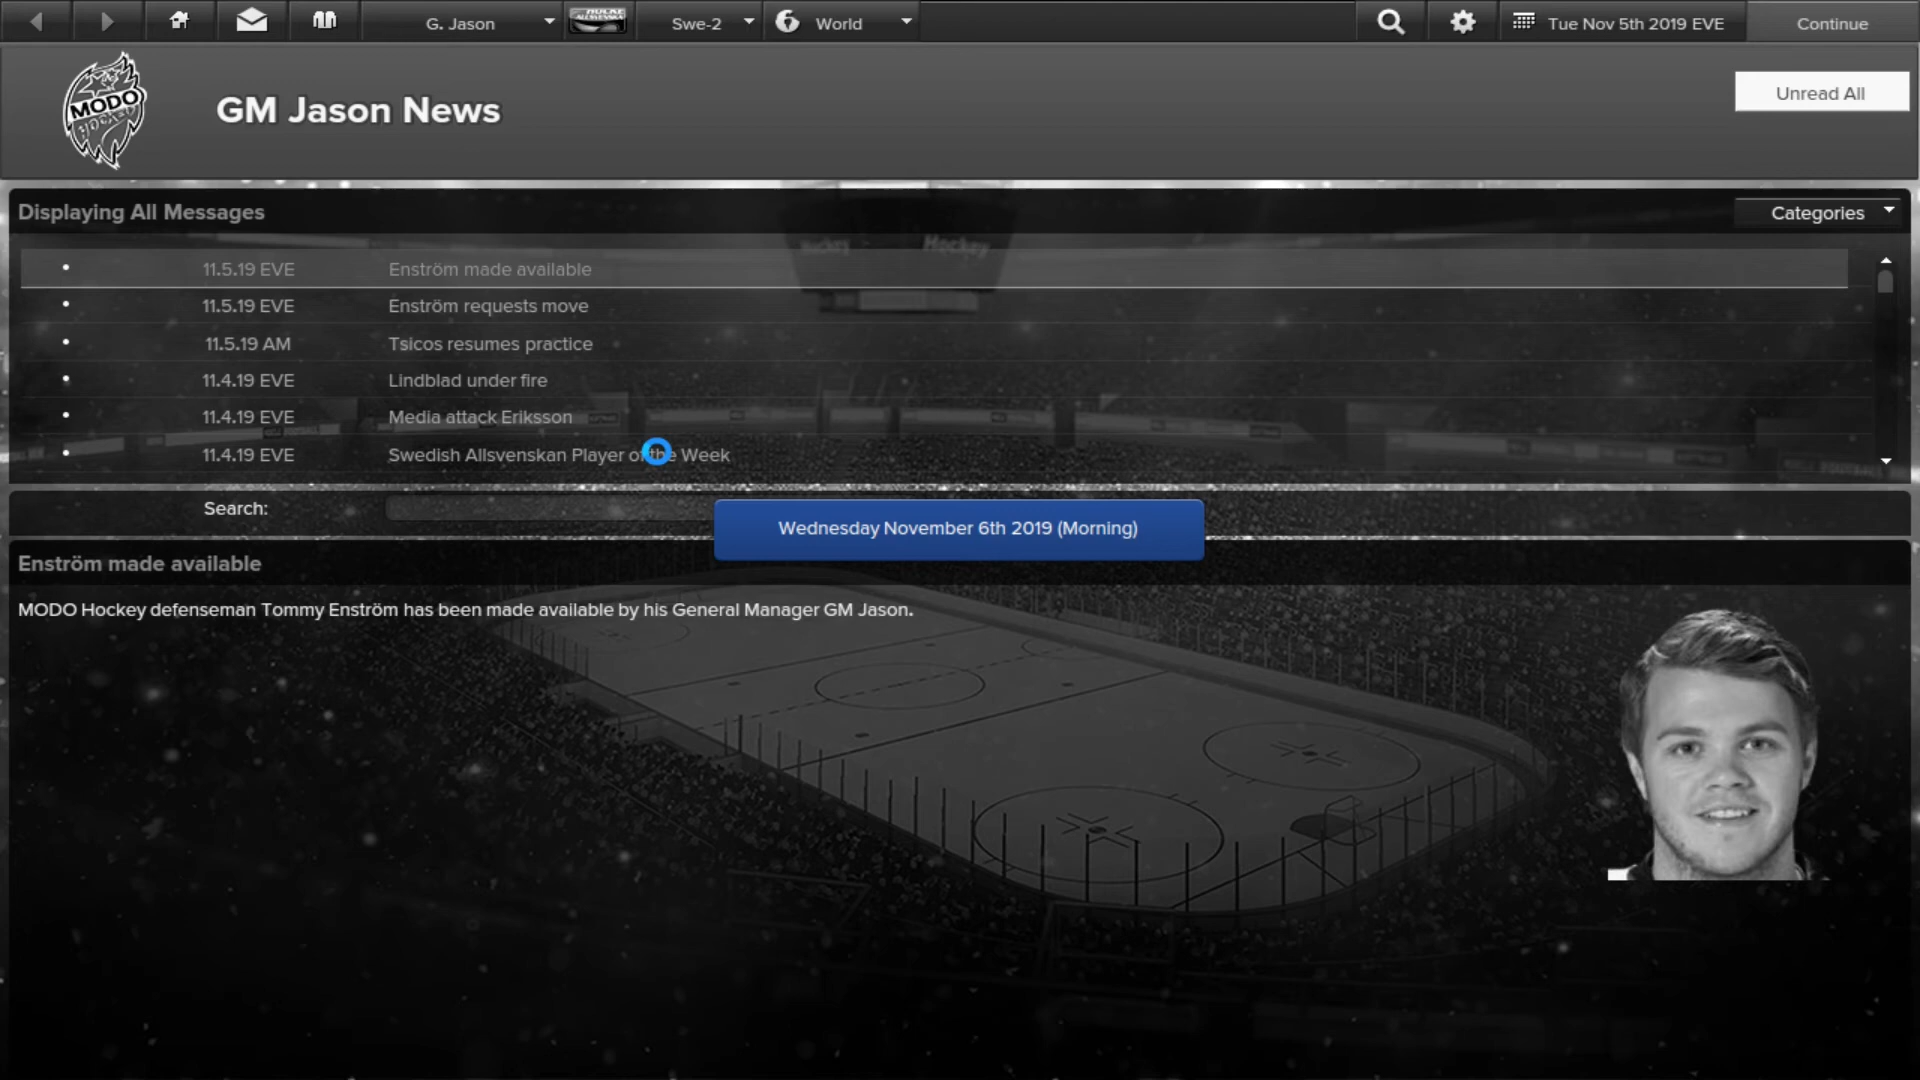 G. Jason
HOCKEY
ALLSVENSKAN
Swe-2
World
Tue Nov 5th 2019 EVE
Continue
MODO
HOCKEY
GM Jason News
Unread All
Displaying All Messages
Categories
11.5.19 EVE Enström made available
11.5.19 EVE Enström requests move
11.5.19 AM Tsicos resumes practice
11.4.19 EVE Lindblad under fire
11.4.19 EVE Media attack Eriksson
11.4.19 EVE Swedish Allsvenskan Player of the Week
Search:
Wednesday November 6th 2019 (Morning)
Enström made available
MODO Hockey defenseman Tommy Enström has been made available by his General Manager GM Jason.